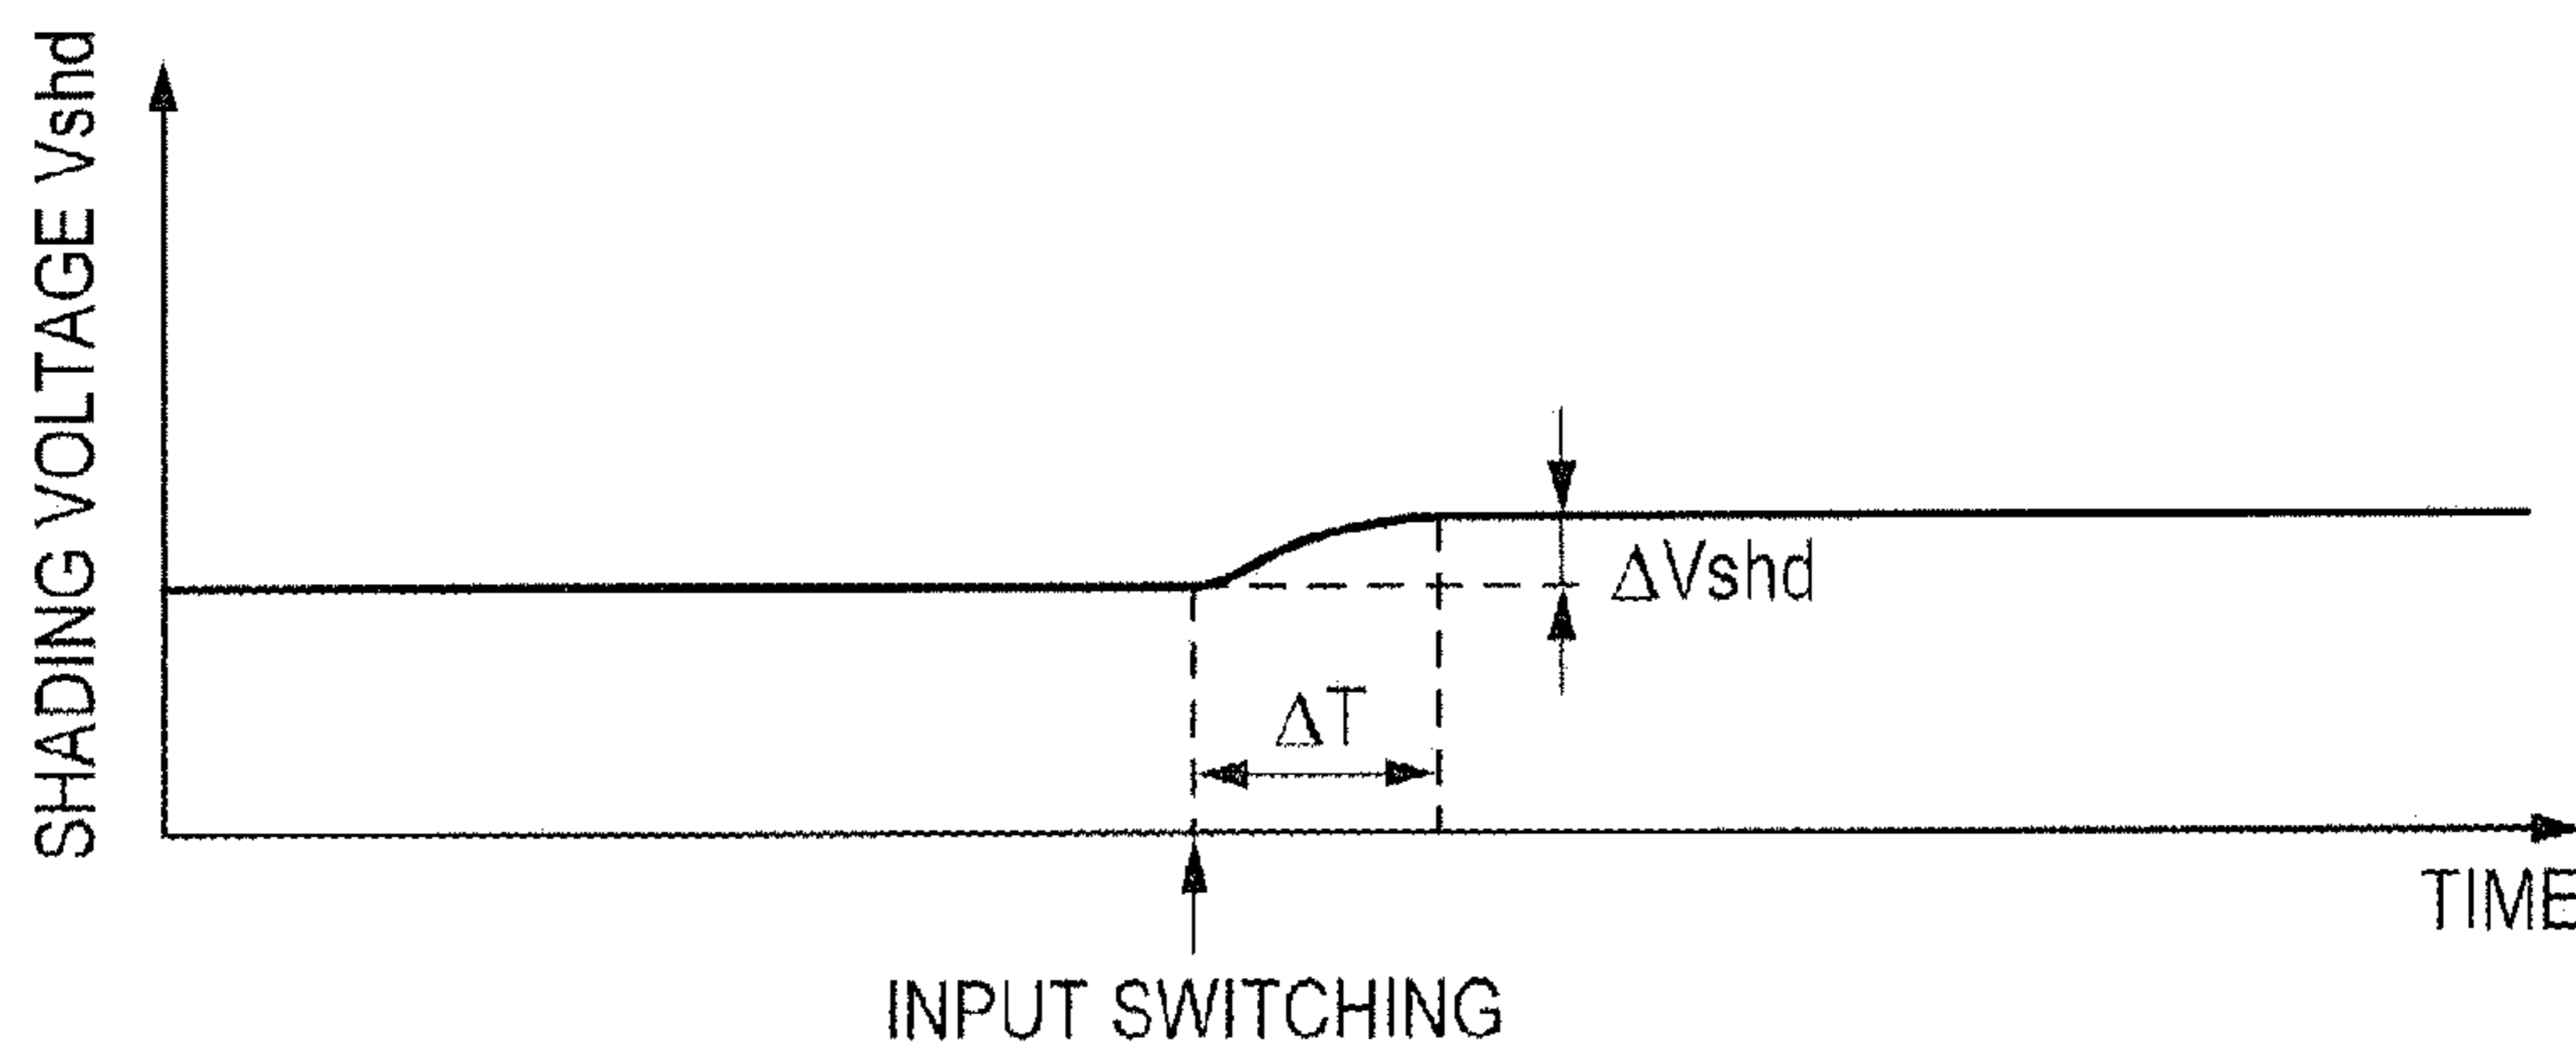 SHADING VOLTAGE Vshd
ΔVshd
ΔT
TIME
INPUT SWITCHING